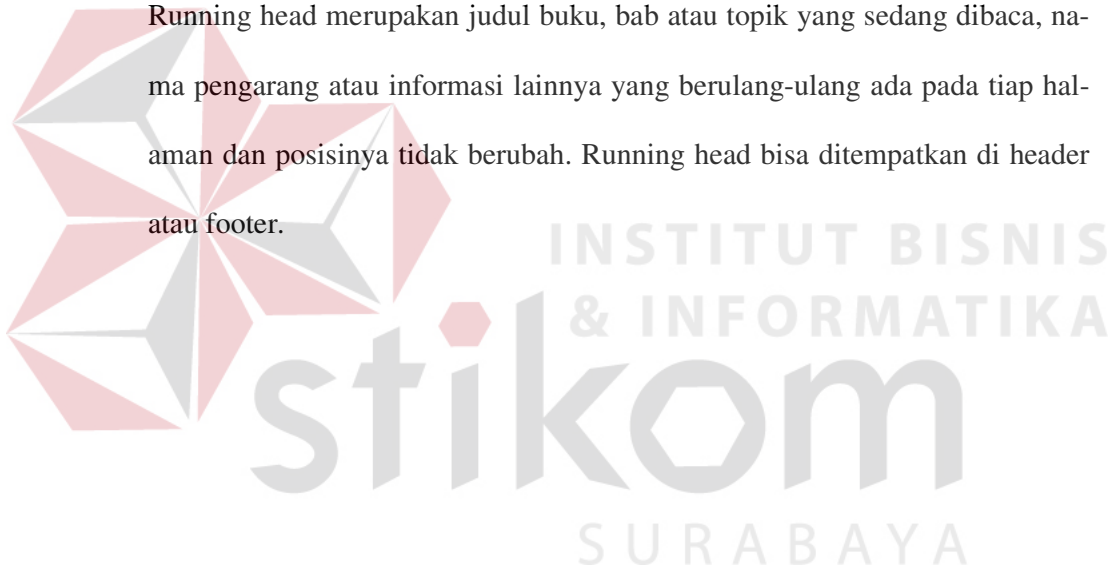 Running head merupakan judul buku, bab atau topik yang sedang dibaca, na-
ma pengarang atau informasi lainnya yang berulang-ulang ada pada tiap hal-
aman dan posisinya tidak berubah. Running head bisa ditempatkan di header
atau footer.
INSTITUT BISNIS
& INFORMATIKA
stikom
SURABAYA